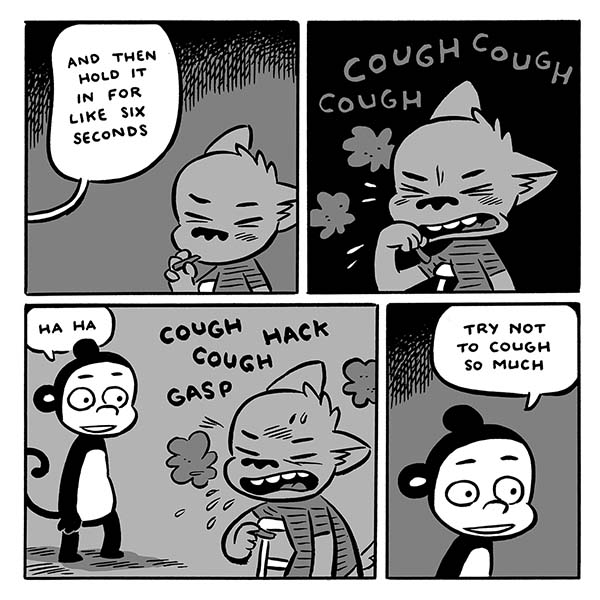 AND THEN
HOLD IT
IN FOR
LIKE SIX
SECONDS
COUGH COUGH
COUGH
HA HA
COUGH HACK
COUGH
GASP
TRY NOT
TO COUGH
SO MUCH